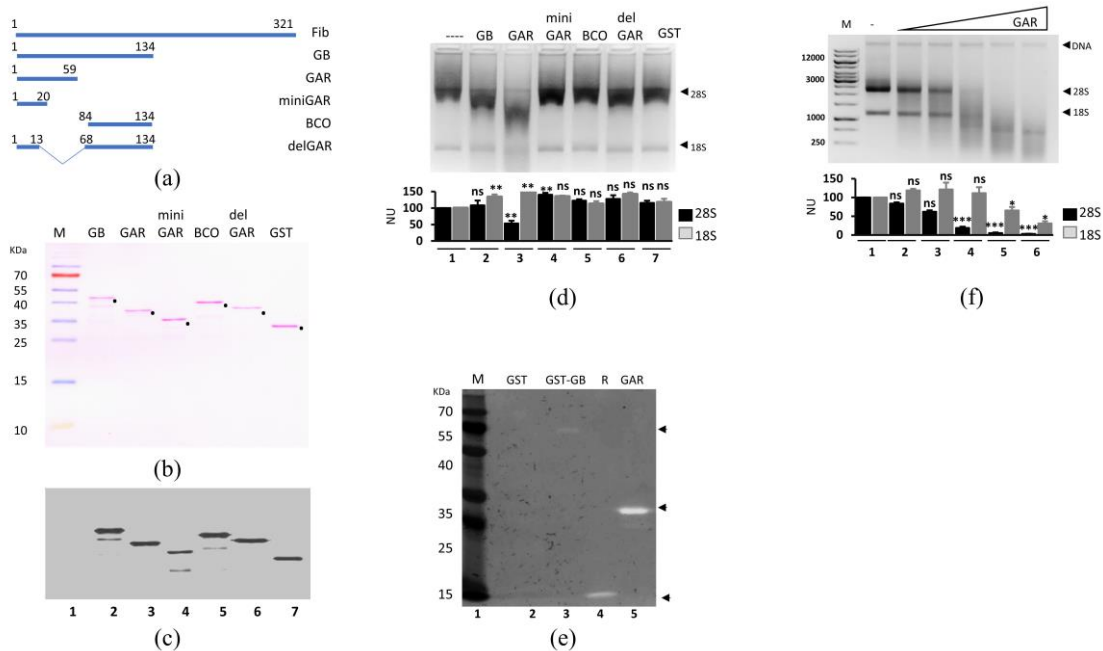 1 321
Fib
1 134
GB
1 59
GAR
1 20
miniGAR
84 134
BCO
1 13 68 134
delGAR
(a)
mini del
KDa M GB GAR GAR BCO GAR GST
70
55
40
35
25
15
10
(b)
1 2 3 4 5 6 7
(c)
mini del
---- GB GAR GAR BCO GAR GST
28S
18S
150
100
50
0
NU
ns ** ** ** ** ns ns ns ns ns ns ns
28S
18S
1 2 3 4 5 6 7
(d)
KDa M GST GST-GB R GAR
70
55
40
35
25
15
1 2 3 4 5
(e)
M - GAR
DNA
12000
3000
1000
250
28S
18S
150
100
50
0
NU
ns ns ns ns *** ns *** * *** *
28S
18S
1 2 3 4 5 6
(f)